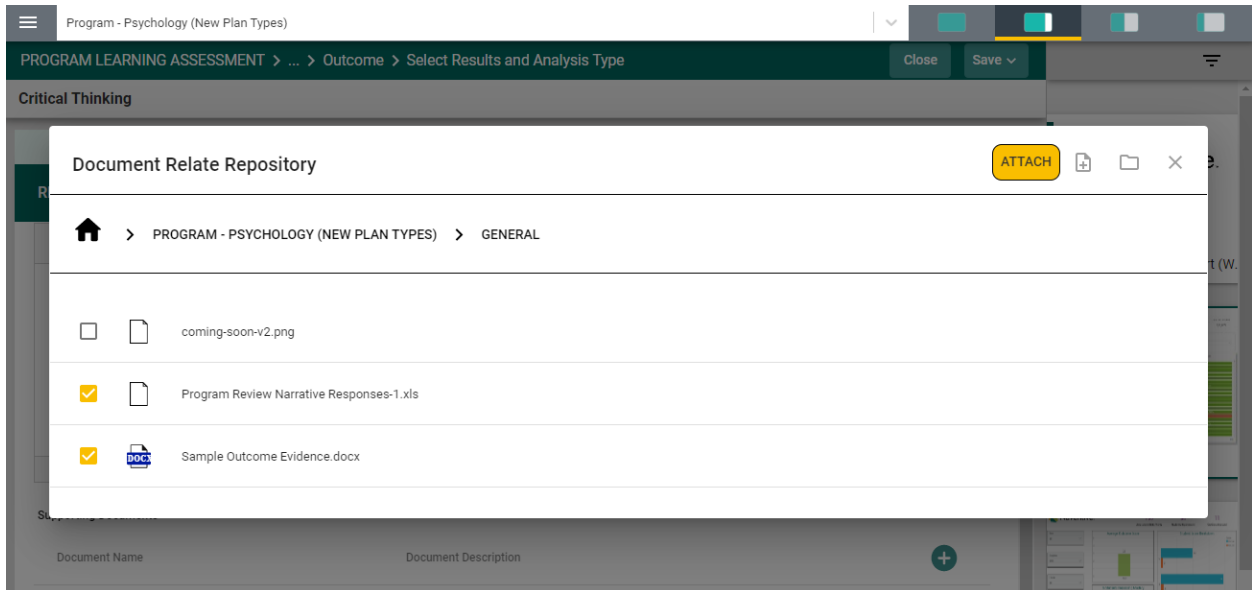 Program - Psychology (New Plan Types)
PROGRAM LEARNING ASSESSMENT > ... > Outcome > Select Results and Analysis Type
Close
Save
Critical Thinking
Document Relate Repository
ATTACH
PROGRAM - PSYCHOLOGY (NEW PLAN TYPES) > GENERAL
coming-soon-v2.png
Program Review Narrative Responses-1.xls
DOCX
Sample Outcome Evidence.docx
Document Name
Document Description